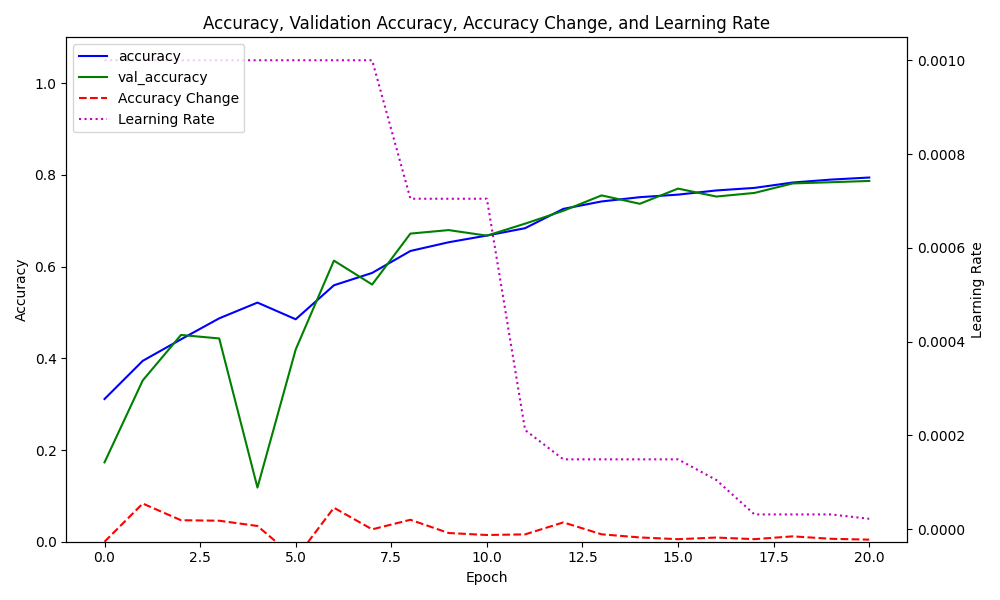 Accuracy, Validation Accuracy, Accuracy Change, and Learning Rate
accuracy
val_accuracy
Accuracy Change
Learning Rate
1.0
0.8
0.6
0.4
0.2
0.0
Accuracy
0.0010
0.0008
0.0006
0.0004
0.0002
0.0000
Learning Rate
0.0 2.5 5.0 7.5 10.0 12.5 15.0 17.5 20.0
Epoch